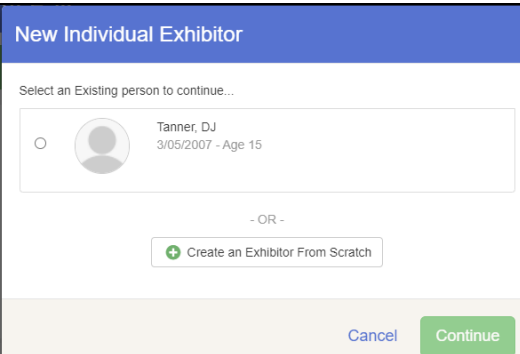 New Individual Exhibitor
Select an Existing person to continue...
Tanner, DJ
3/05/2007 - Age 15
- OR -
Create an Exhibitor From Scratch
Cancel
Continue